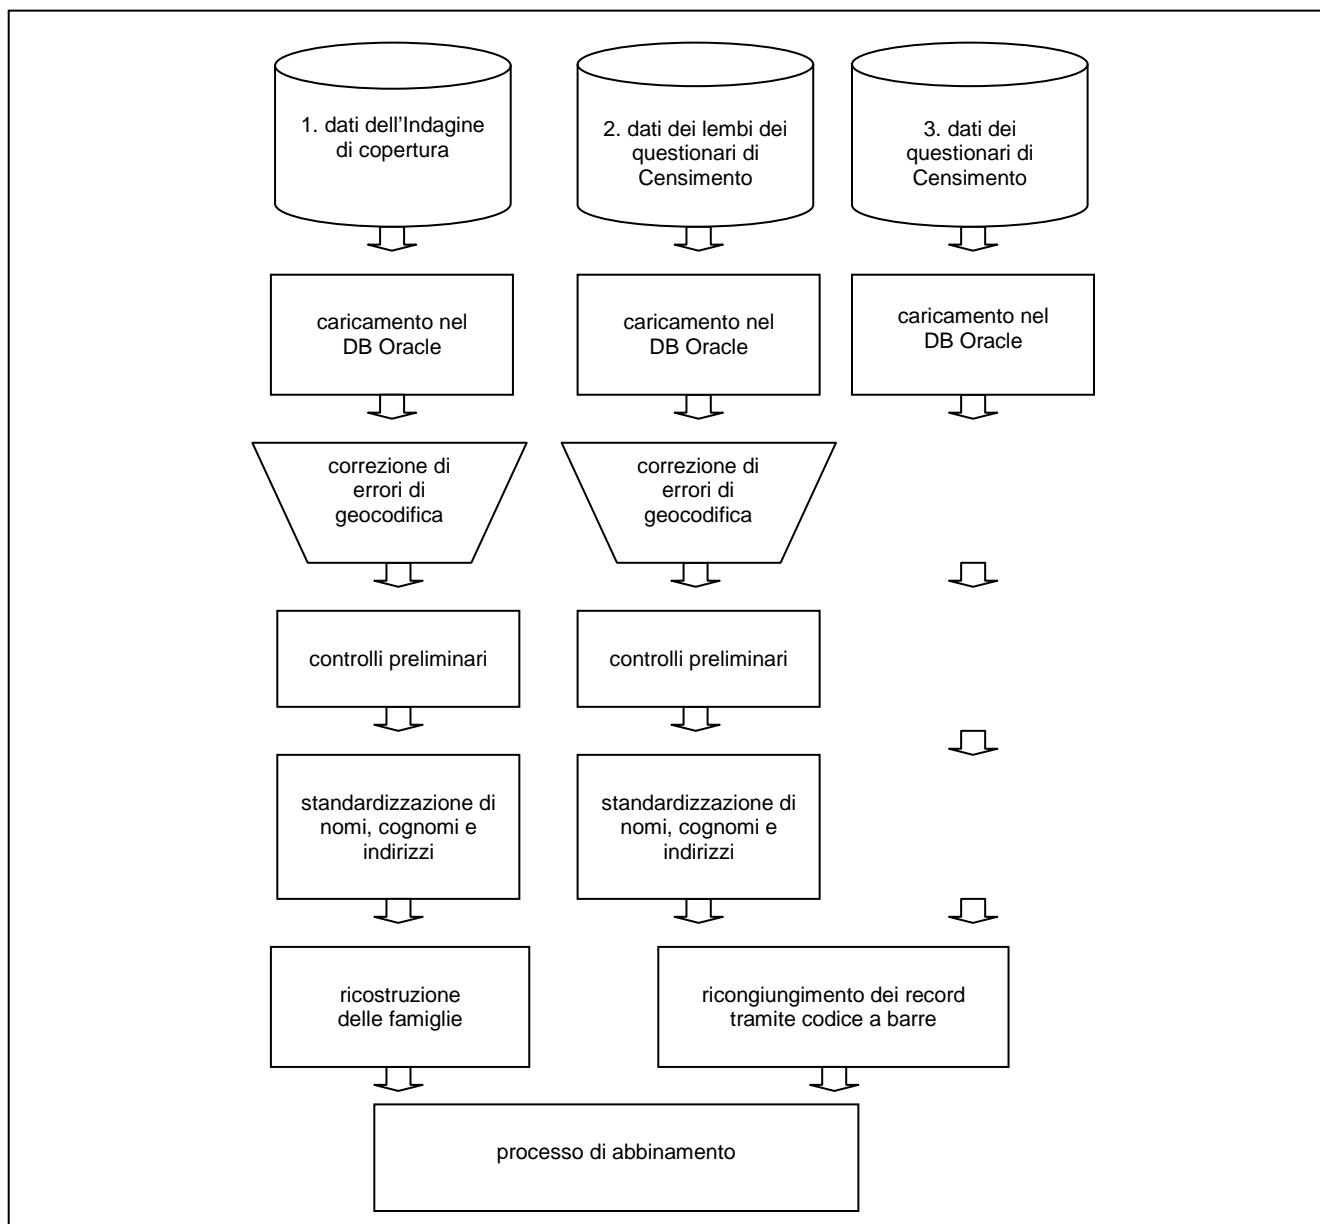 1. dati dell’Indagine
di copertura
2. dati dei lembi dei
questionari di
Censimento
3. dati dei
questionari di
Censimento
caricamento nel
DB Oracle
caricamento nel
DB Oracle
caricamento nel
DB Oracle
correzione di
errori di
geocodifica
correzione di
errori di
geocodifica
controlli preliminari
controlli preliminari
standardizzazione di
nomi, cognomi e
indirizzi
standardizzazione di
nomi, cognomi e
indirizzi
ricostruzione
delle famiglie
ricongiungimento dei record
tramite codice a barre
processo di abbinamento